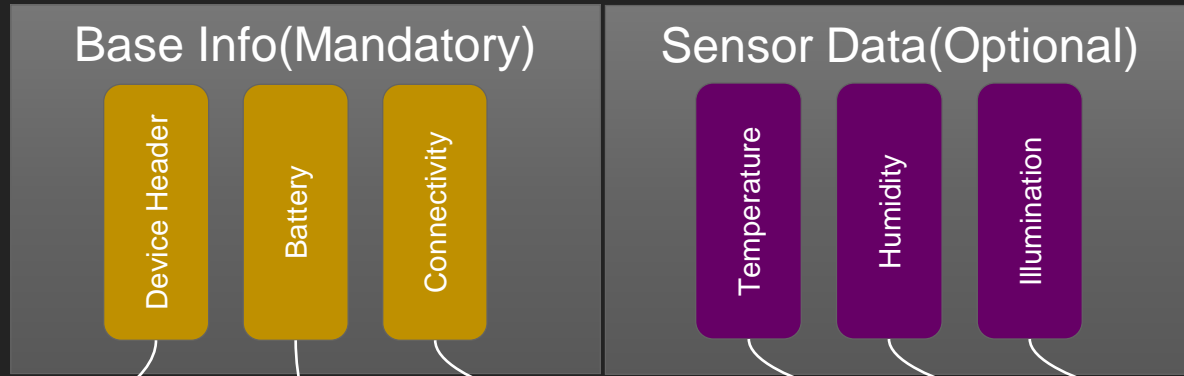 Base Info(Mandatory)
Device Header
Battery
Connectivity
Sensor Data(Optional)
Temperature
Humidity
Illumination